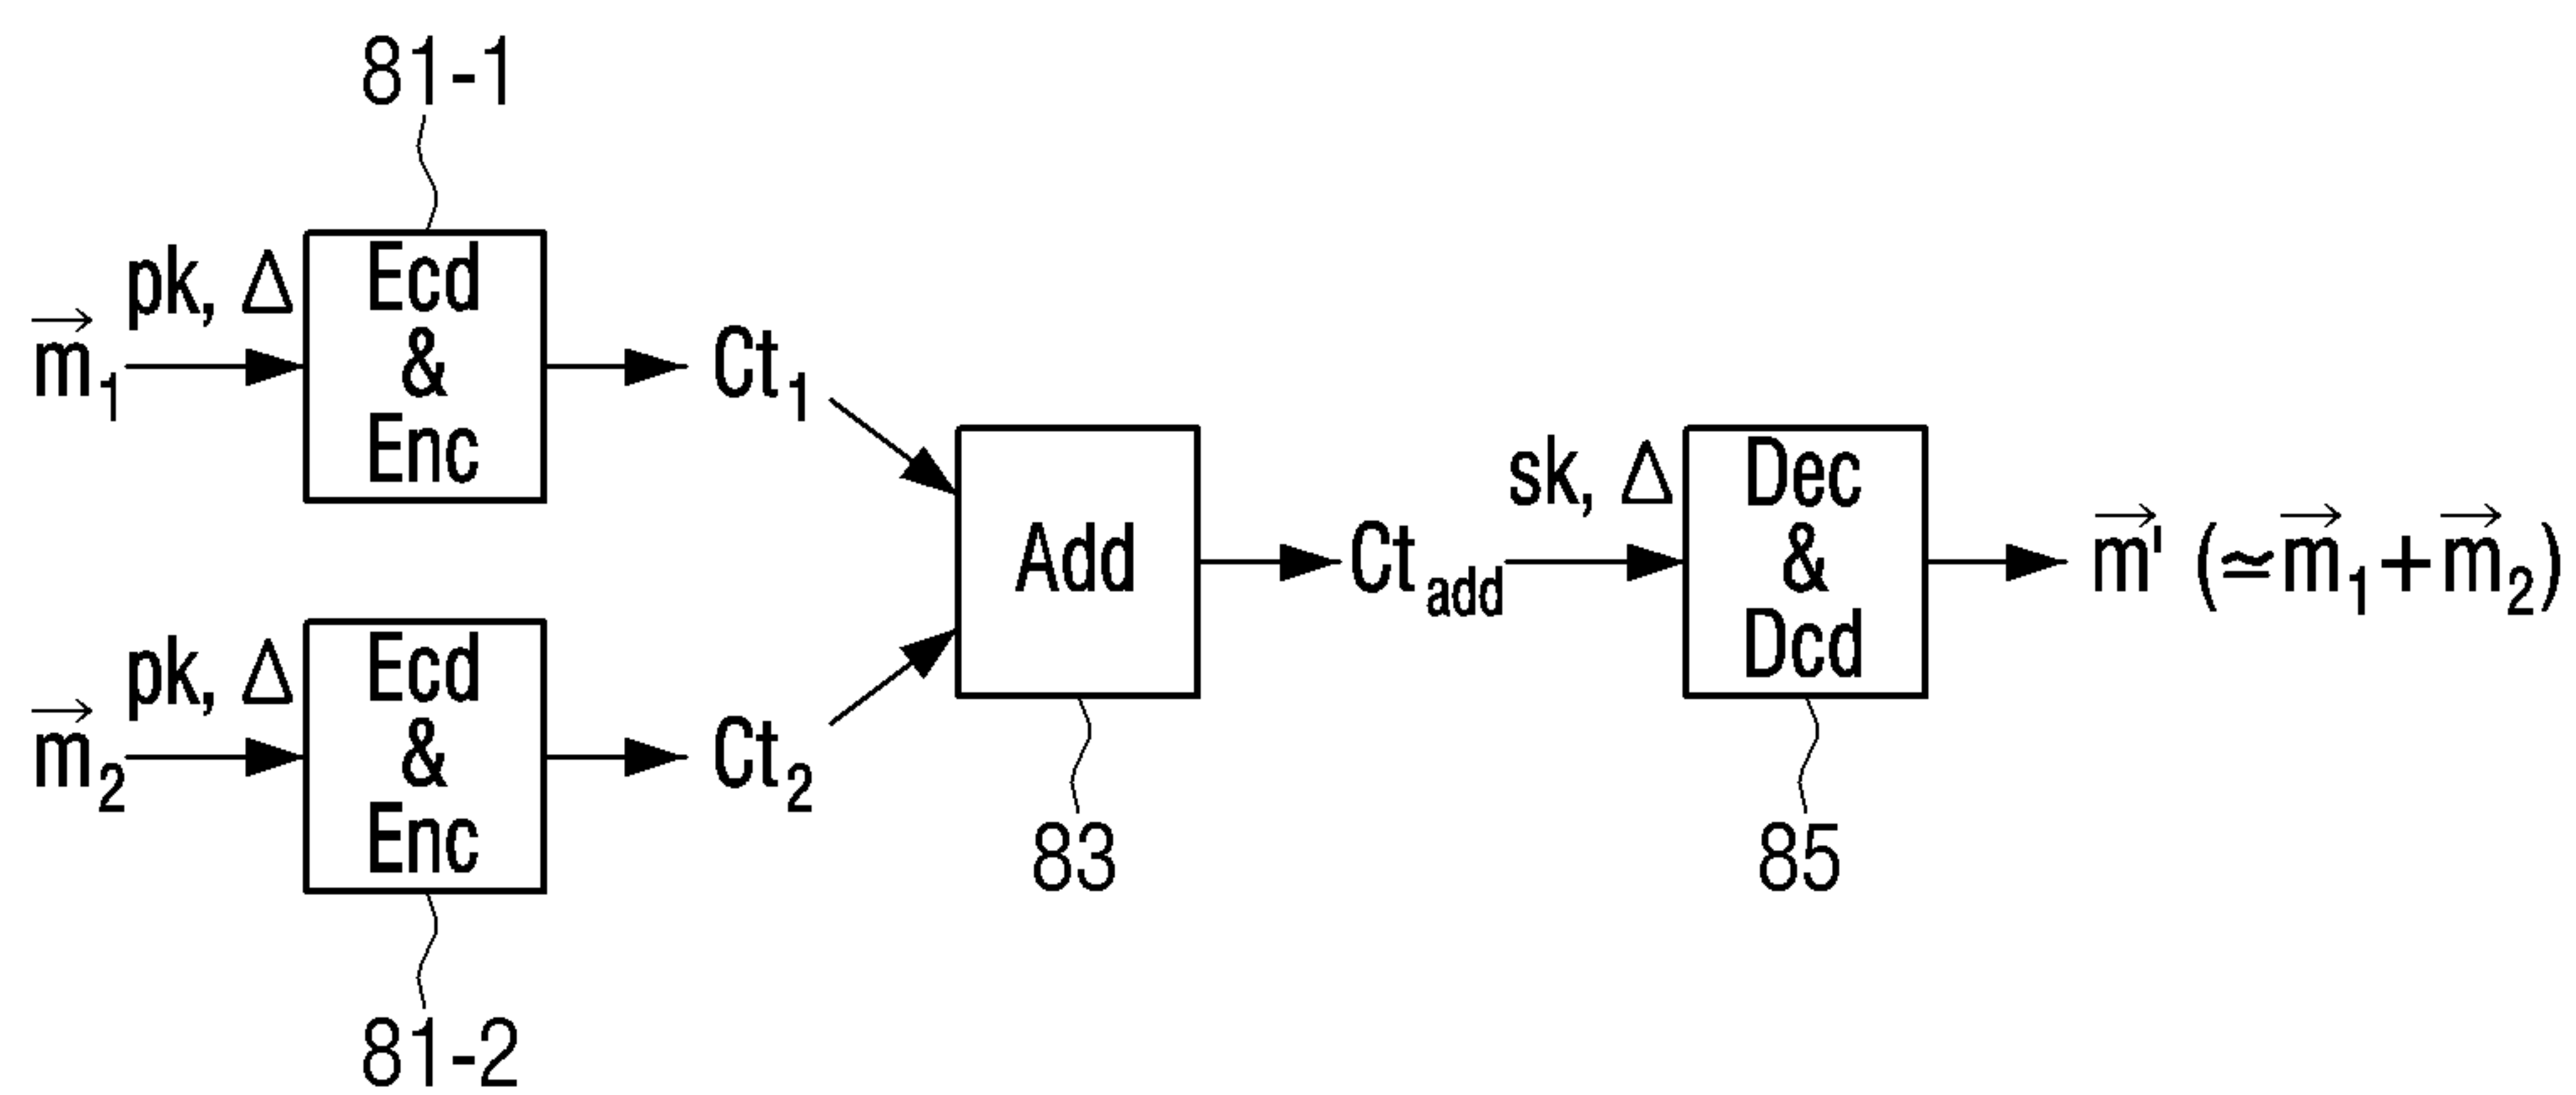 81-1
pk, Δ
m⃗₁
Ecd
&
Enc
Ct₁
pk, Δ
m⃗₂
Ecd
&
Enc
Ct₂
81-2
Add
83
Ct_add
sk, Δ
Dec
&
Dcd
85
m⃗' (≃m⃗₁+m⃗₂)